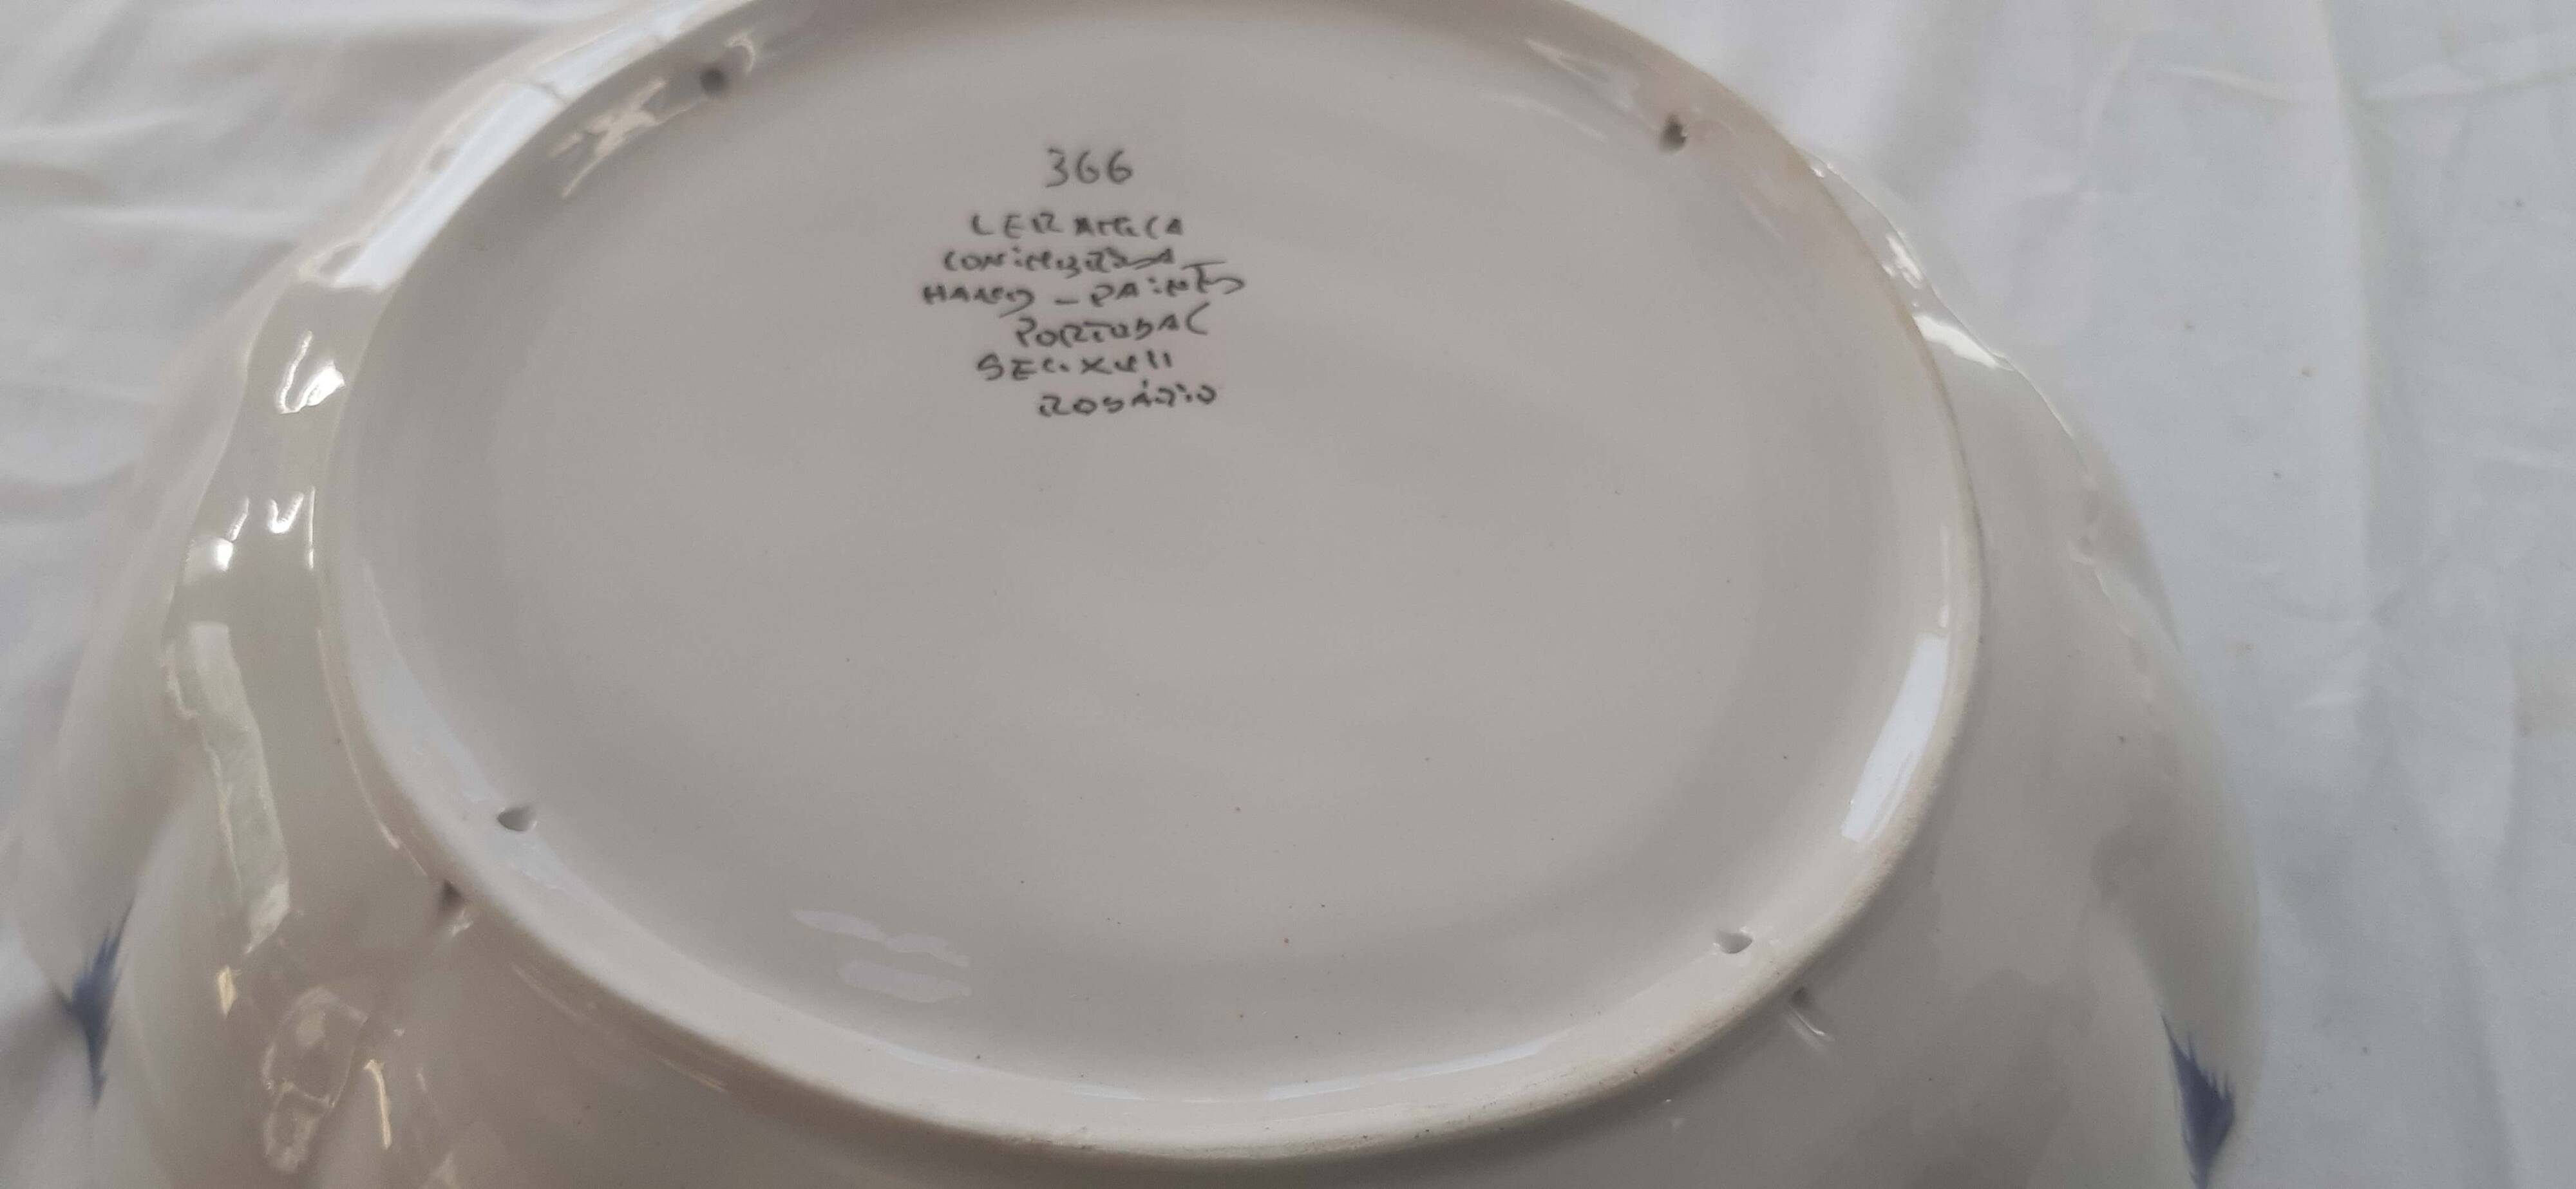 366
CERAMICA
CONiMBRiGA
HAND - PAiNTED
PORTUGAL
SEC. XVII
ROSÁRiO